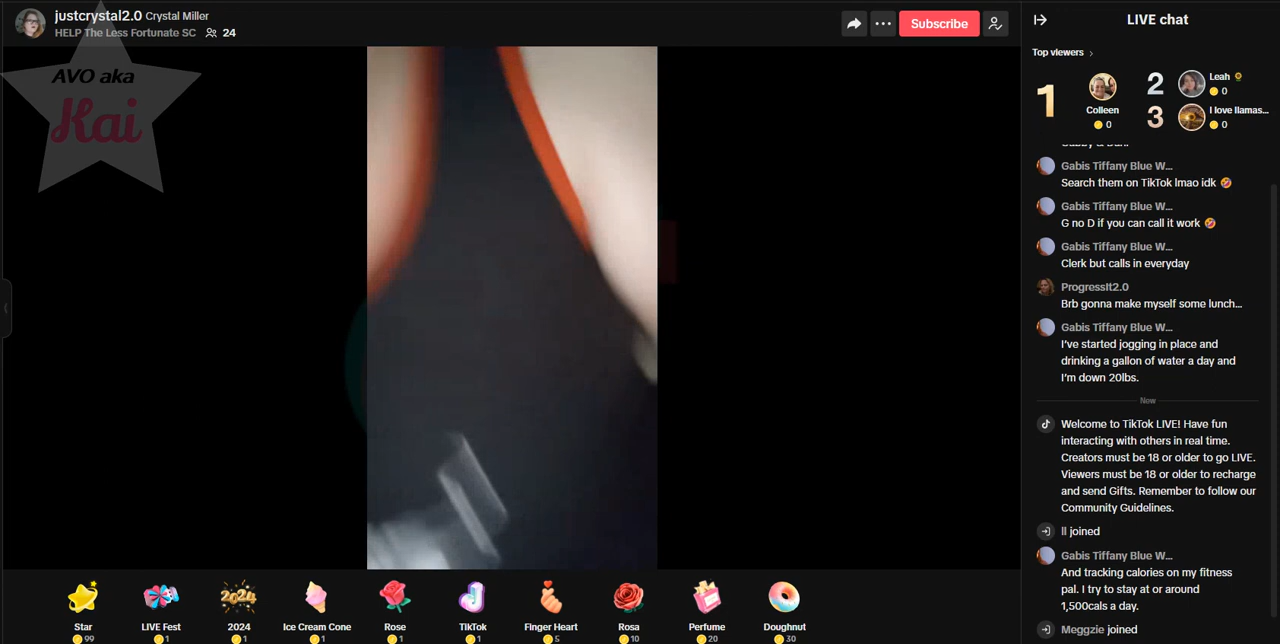 justcrystal2.0 Crystal Miller
HELP The Less Fortunate SC 24
Subscribe
AVO aka
Kai
LIVE chat
Top viewers
1
Colleen
0
2
Leah
0
3
I love llamas...
0
Gabis Tiffany Blue W...
Search them on TikTok lmao idk 🤣
Gabis Tiffany Blue W...
G no D if you can call it work 🤣
Gabis Tiffany Blue W...
Clerk but calls in everyday
ProgressIt2.0
Brb gonna make myself some lunch...
Gabis Tiffany Blue W...
I've started jogging in place and
drinking a gallon of water a day and
I'm down 20lbs.
Now
Welcome to TikTok LIVE! Have fun
interacting with others in real time.
Creators must be 18 or older to go LIVE.
Viewers must be 18 or older to recharge
and send Gifts. Remember to follow our
Community Guidelines.
ll joined
Gabis Tiffany Blue W...
And tracking calories on my fitness
pal. I try to stay at or around
1,500cals a day.
Meggzie joined
2024
Star
99
LIVE Fest
1
2024
1
Ice Cream Cone
1
Rose
1
TikTok
1
Finger Heart
5
Rosa
10
Perfume
20
Doughnut
30